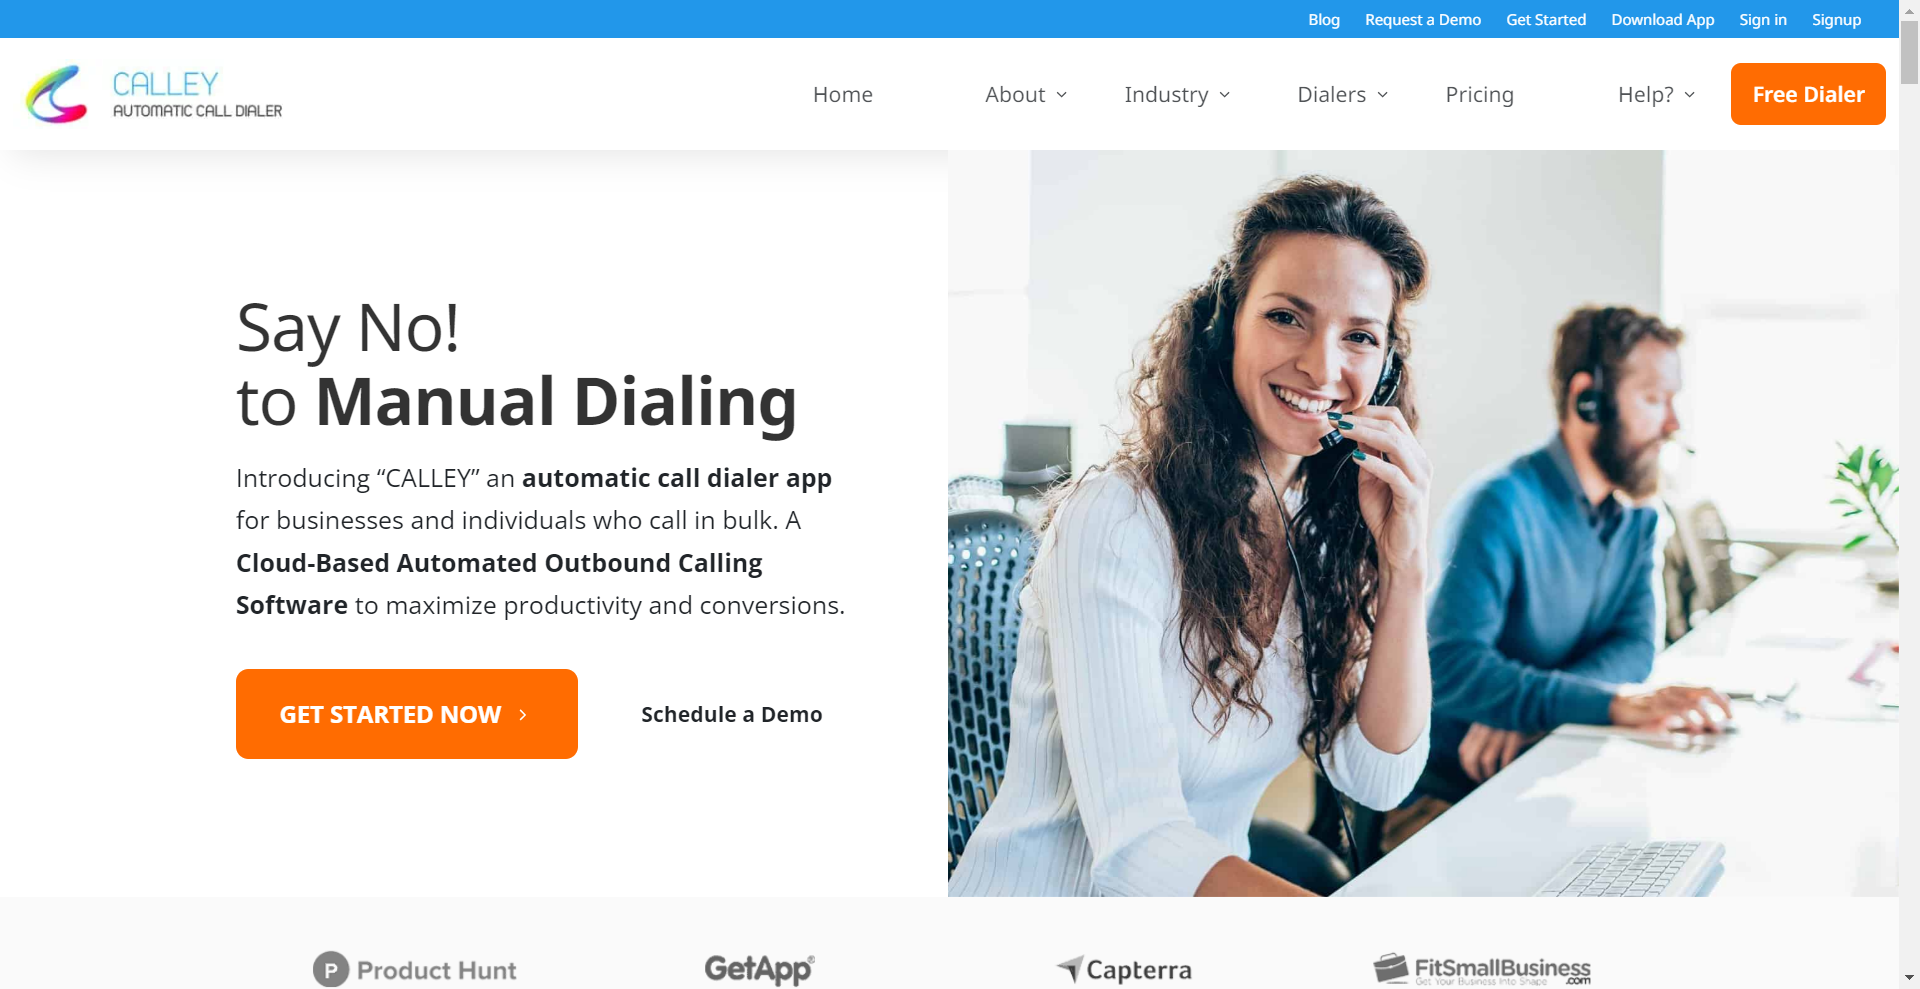 Blog Request a Demo Get Started Download App Sign in Signup
CALLEY
AUTOMATIC CALL DIALER
Home About Industry Dialers Pricing Help? Free Dialer
Say No!
to Manual Dialing
Introducing “CALLEY” an automatic call dialer app
for businesses and individuals who call in bulk. A
Cloud-Based Automated Outbound Calling
Software to maximize productivity and conversions.
GET STARTED NOW
Schedule a Demo
P Product Hunt
GetApp®
Capterra
FitSmallBusiness
.com
Get Your Business Into Shape